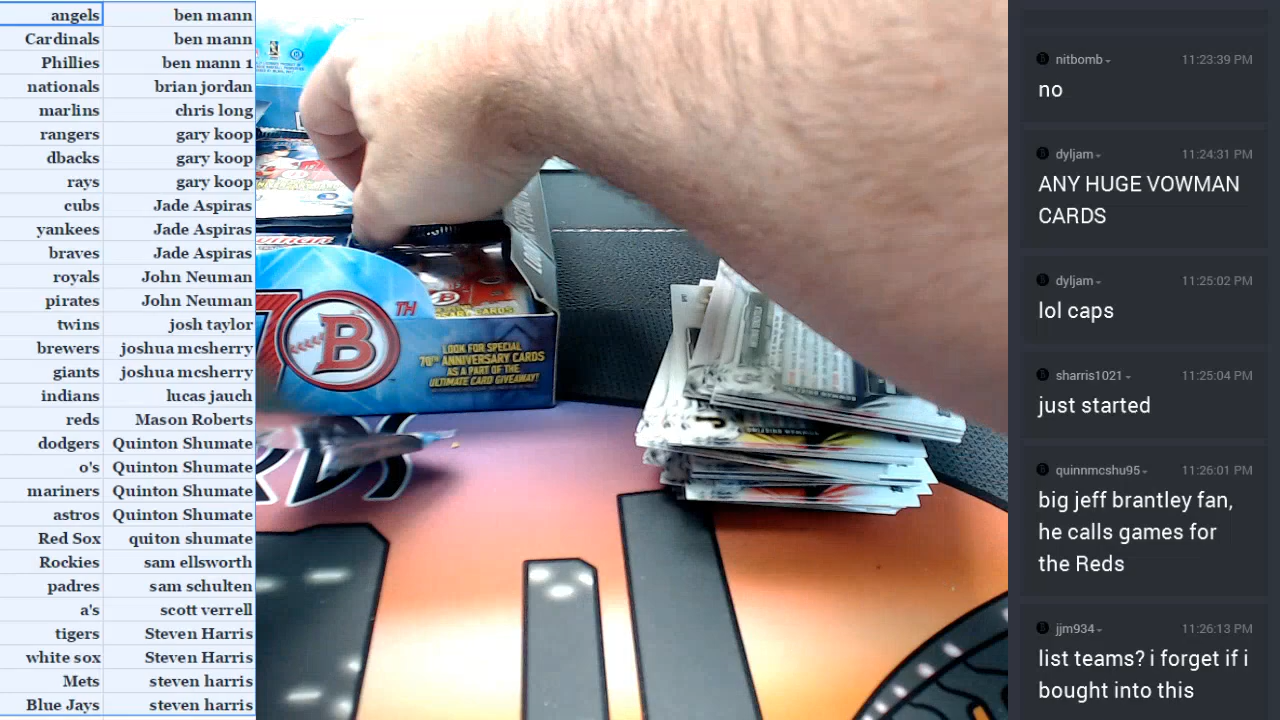 angels ben mann
Cardinals ben mann
Phillies ben mann 1
nationals brian jordan
marlins chris long
rangers gary koop
dbacks gary koop
rays gary koop
cubs Jade Aspiras
yankees Jade Aspiras
braves Jade Aspiras
royals John Neuman
pirates John Neuman
twins josh taylor
brewers joshua mcsherry
giants joshua mcsherry
indians lucas jauch
reds Mason Roberts
dodgers Quinton Shumate
o's Quinton Shumate
mariners Quinton Shumate
astros Quinton Shumate
Red Sox quiton shumate
Rockies sam ellsworth
padres sam schulten
a's scott verrell
tigers Steven Harris
white sox Steven Harris
Mets steven harris
Blue Jays steven harris
TH
B
LOOK FOR SPECIAL
70TH ANNIVERSARY CARDS
AS A PART OF THE
ULTIMATE CARD GIVEAWAY!
nitbomb 11:23:39 PM
no
dyljam 11:24:31 PM
ANY HUGE VOWMAN
CARDS
dyljam 11:25:02 PM
lol caps
sharris1021 11:25:04 PM
just started
quinnmcshu95 11:26:01 PM
big jeff brantley fan,
he calls games for
the Reds
jjm934 11:26:13 PM
list teams? i forget if i
bought into this